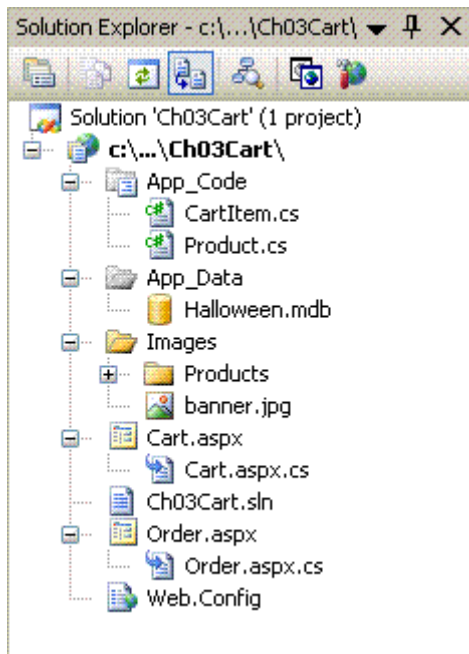 Solution Explorer - c:\...\Ch03Cart\
Solution 'Ch03Cart' (1 project)
c:\...\Ch03Cart\
App_Code
CartItem.cs
Product.cs
App_Data
Halloween.mdb
Images
Products
banner.jpg
Cart.aspx
Cart.aspx.cs
Ch03Cart.sln
Order.aspx
Order.aspx.cs
Web.Config